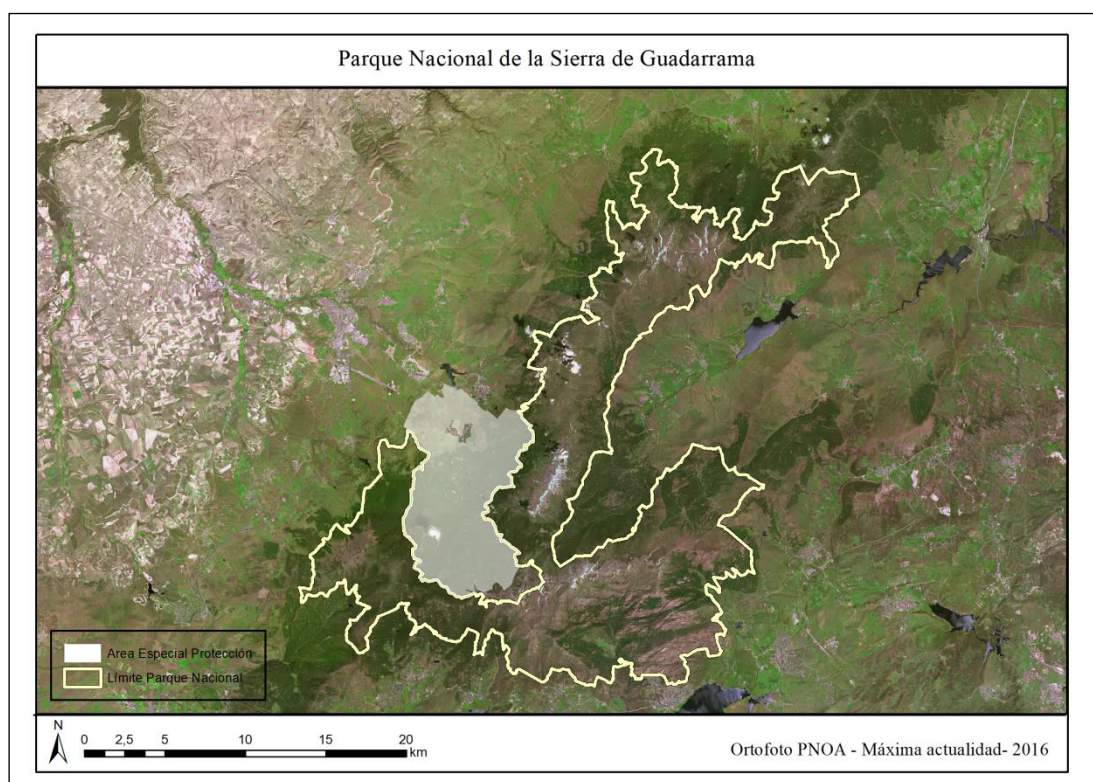 Parque Nacional de la Sierra de Guadarrama
Area Especial Protección
Límite Parque Nacional
N
0 2,5 5 10 15 20
km
Ortofoto PNOA - Máxima actualidad- 2016